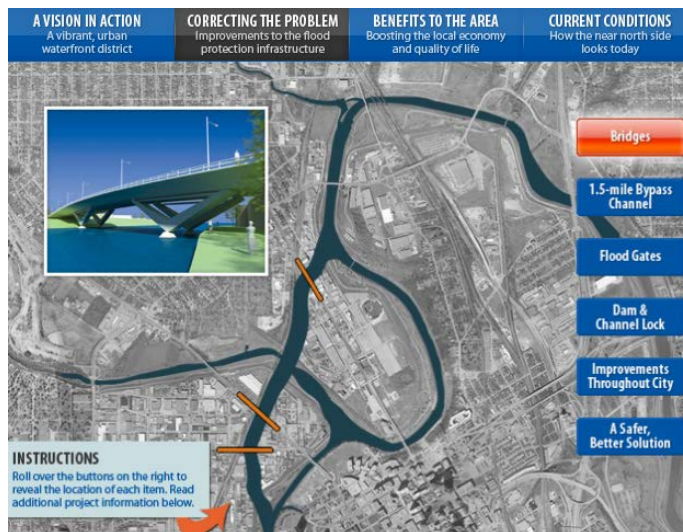 A VISION IN ACTION
A vibrant, urban
waterfront district
CORRECTING THE PROBLEM
Improvements to the flood
protection infrastructure
BENEFITS TO THE AREA
Boosting the local economy
and quality of life
CURRENT CONDITIONS
How the near north side
looks today
Bridges
1.5-mile Bypass
Channel
Flood Gates
Dam &
Channel Lock
Improvements
Throughout City
A Safer,
Better Solution
INSTRUCTIONS
Roll over the buttons on the right to
reveal the location of each item. Read
additional project information below.